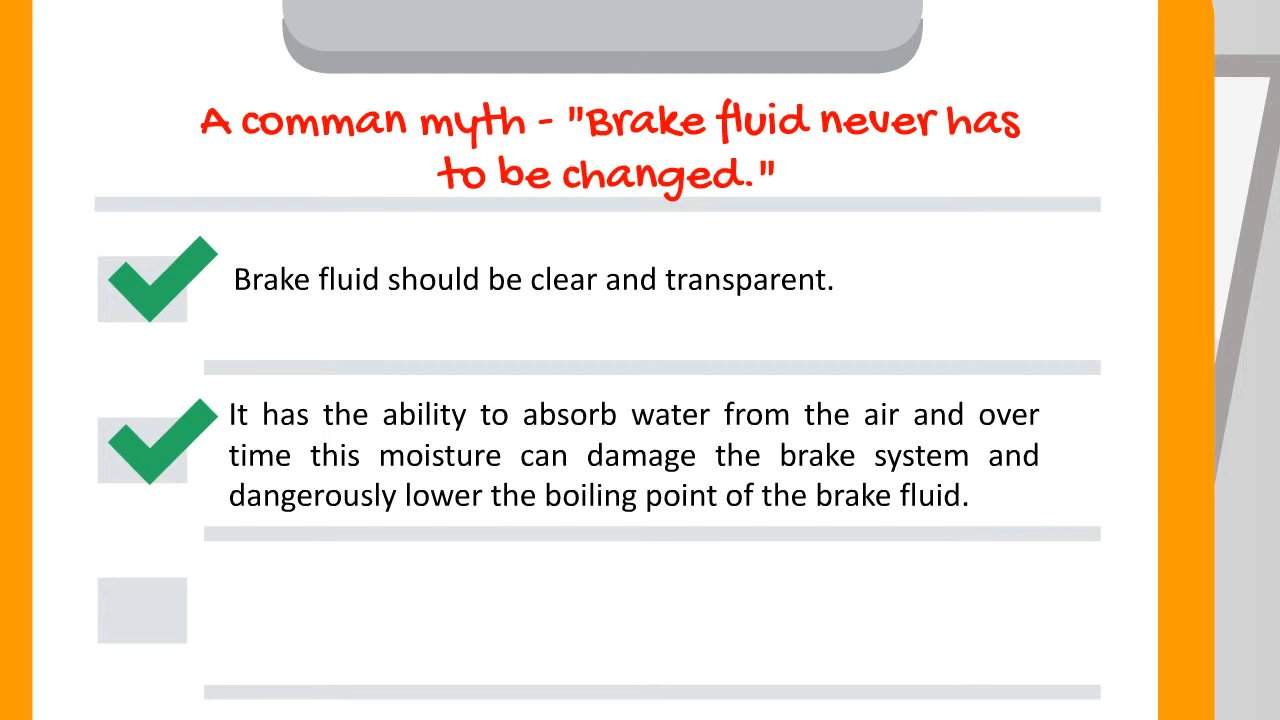 A comman myth - "Brake fluid never has
to be changed."
Brake fluid should be clear and transparent.
It has the ability to absorb water from the air and over
time this moisture can damage the brake system and
dangerously lower the boiling point of the brake fluid.